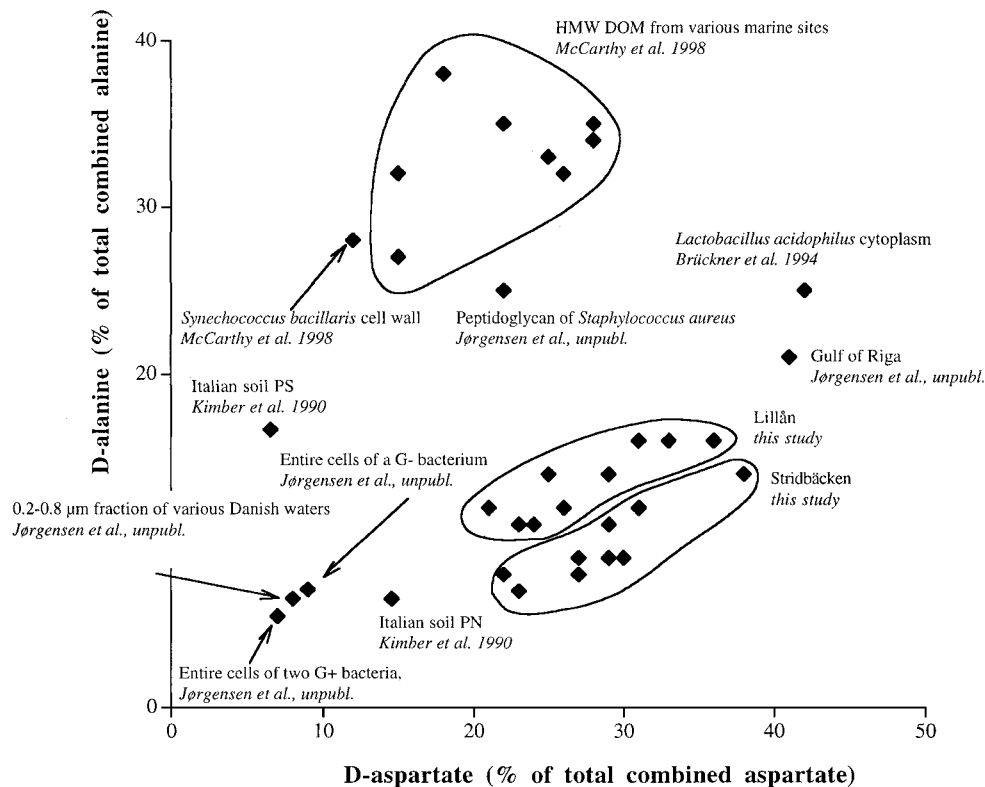 HMW DOM from various marine sites
McCarthy et al. 1998
40
30
20
0
D-alanine (% of total combined alanine)
Lactobacillus acidophilus cytoplasm
Brückner et al. 1994
Synechococcus bacillaris cell wall
McCarthy et al. 1998
Peptidoglycan of Staphylococcus aureus
Jørgensen et al., unpubl.
Gulf of Riga
Jørgensen et al., unpubl.
Italian soil PS
Kimber et al. 1990
Lillån
this study
Entire cells of a G- bacterium
Jørgensen et al., unpubl.
Stridbäcken
this study
0.2-0.8 µm fraction of various Danish waters
Jørgensen et al., unpubl.
Italian soil PN
Kimber et al. 1990
Entire cells of two G+ bacteria,
Jørgensen et al., unpubl.
0 10 20 30 40 50
D-aspartate (% of total combined aspartate)